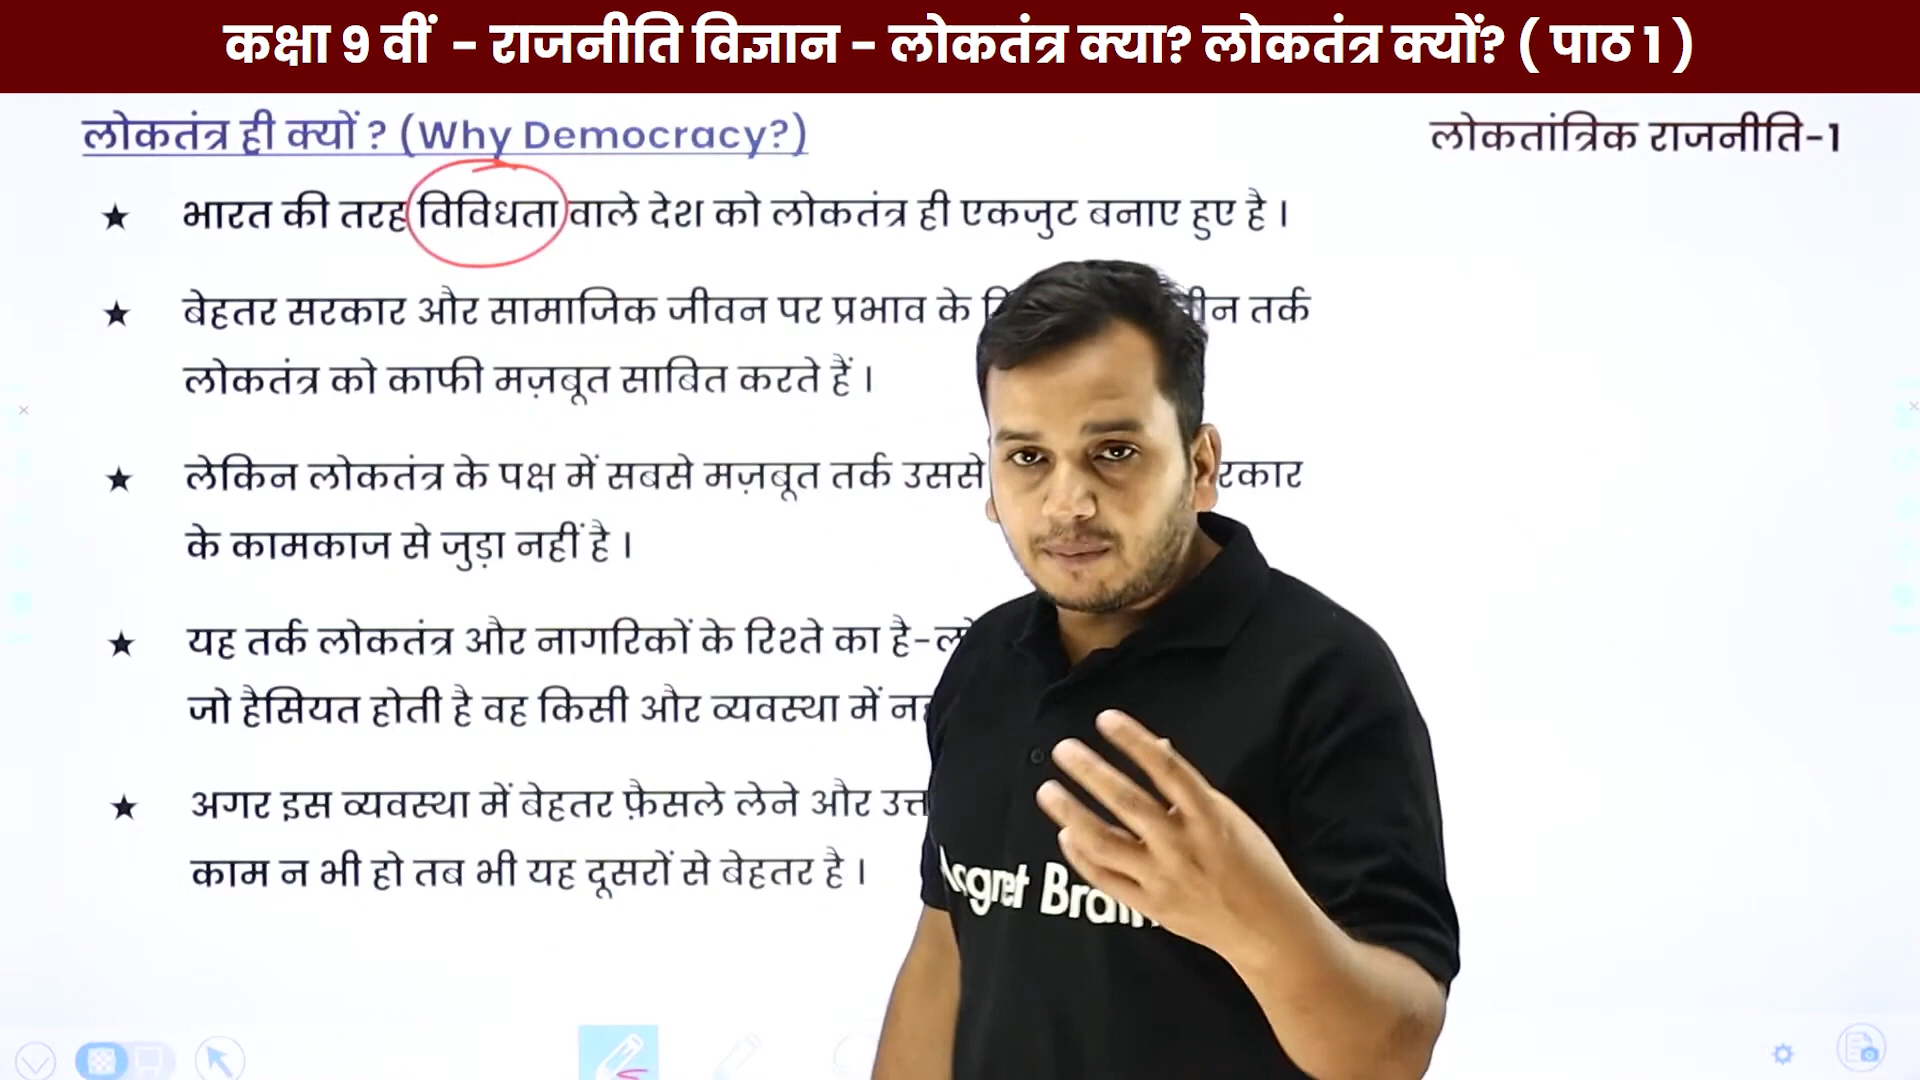 कक्षा 9 वीं - राजनीति विज्ञान - लोकतंत्र क्या? लोकतंत्र क्यों? ( पाठ 1 )
लोकतंत्र ही क्यों ? (Why Democracy?)
लोकतांत्रिक राजनीति-1
★ भारत की तरह विविधता वाले देश को लोकतंत्र ही एकजुट बनाए हुए है ।
★ बेहतर सरकार और सामाजिक जीवन पर प्रभाव के तर्क
लोकतंत्र को काफी मज़बूत साबित करते हैं ।
★ लेकिन लोकतंत्र के पक्ष में सबसे मज़बूत तर्क उससे
के कामकाज से जुड़ा नहीं है ।
★ यह तर्क लोकतंत्र और नागरिकों के रिश्ते का है-
जो हैसियत होती है वह किसी और व्यवस्था में
★ अगर इस व्यवस्था में बेहतर फ़ैसले लेने और
काम न भी हो तब भी यह दूसरों से बेहतर है ।